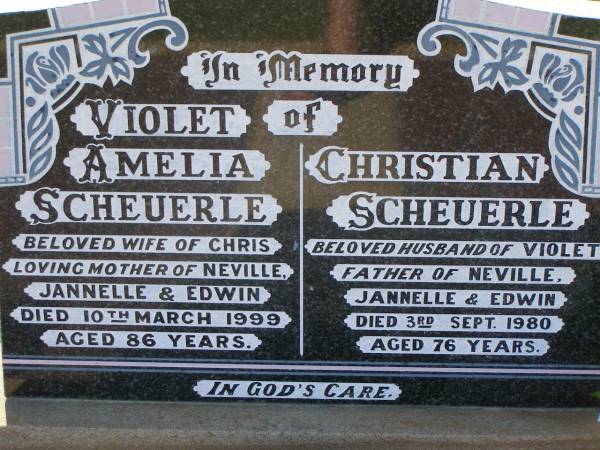 In Memory
of
VIOLET
AMELIA
SCHEUERLE
BELOVED WIFE OF CHRIS
LOVING MOTHER OF NEVILLE,
JANNELLE & EDWIN
DIED 10TH MARCH 1999
AGED 86 YEARS.
CHRISTIAN
SCHEUERLE
BELOVED HUSBAND OF VIOLET
FATHER OF NEVILLE,
JANNELLE & EDWIN
DIED 3RD SEPT. 1980
AGED 76 YEARS.
IN GOD'S CARE.